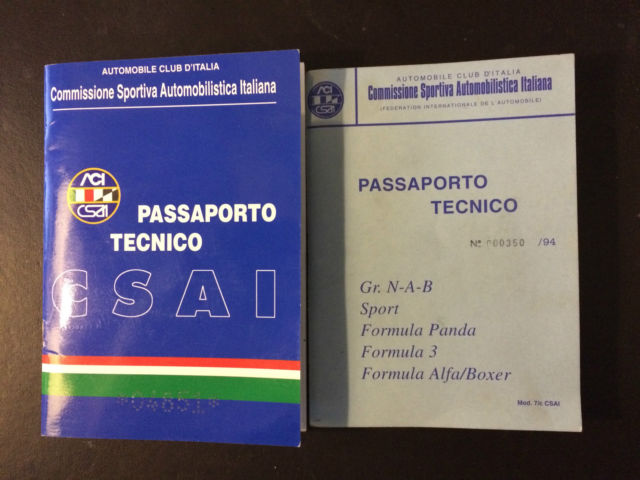 AUTOMOBILE CLUB D'ITALIA
Commissione Sportiva Automobilistica Italiana
ACI
CSAI
PASSAPORTO
TECNICO
CSAI
*04651*
AUTOMOBILE CLUB D'ITALIA
Commissione Sportiva Automobilistica Italiana
(FEDERATION INTERNATIONALE DE L'AUTOMOBILE)
ACI
CSAI
PASSAPORTO
TECNICO
Nº 000350 /94
Gr. N-A-B
Sport
Formula Panda
Formula 3
Formula Alfa/Boxer
Mod. 7/c CSAI